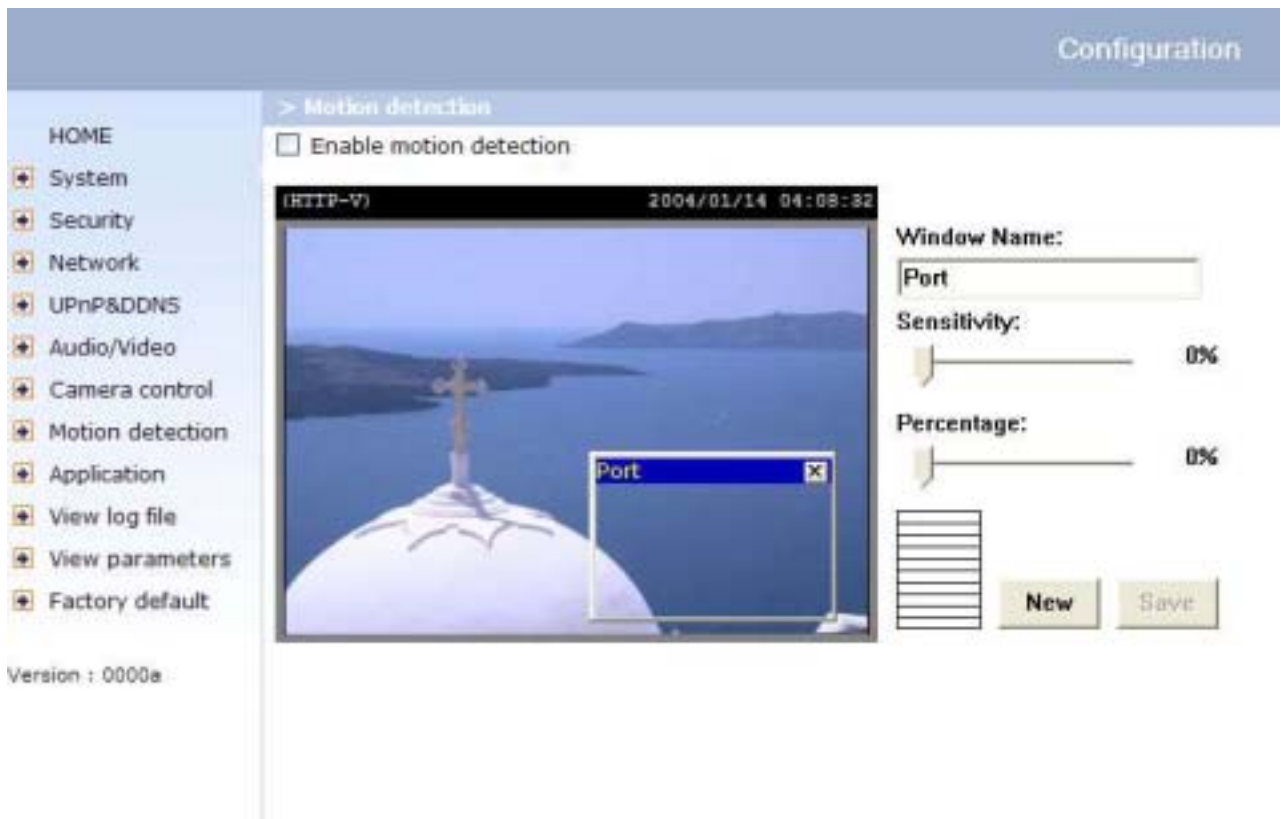 Configuration
> Motion detection
HOME
System
Security
Network
UPnP&DDNS
Audio/Video
Camera control
Motion detection
Application
View log file
View parameters
Factory default
Version : 0000a
Enable motion detection
(HTTP-V) 2004/01/14 04:08:32
Port
Window Name:
Port
Sensitivity:
0%
Percentage:
0%
New Save